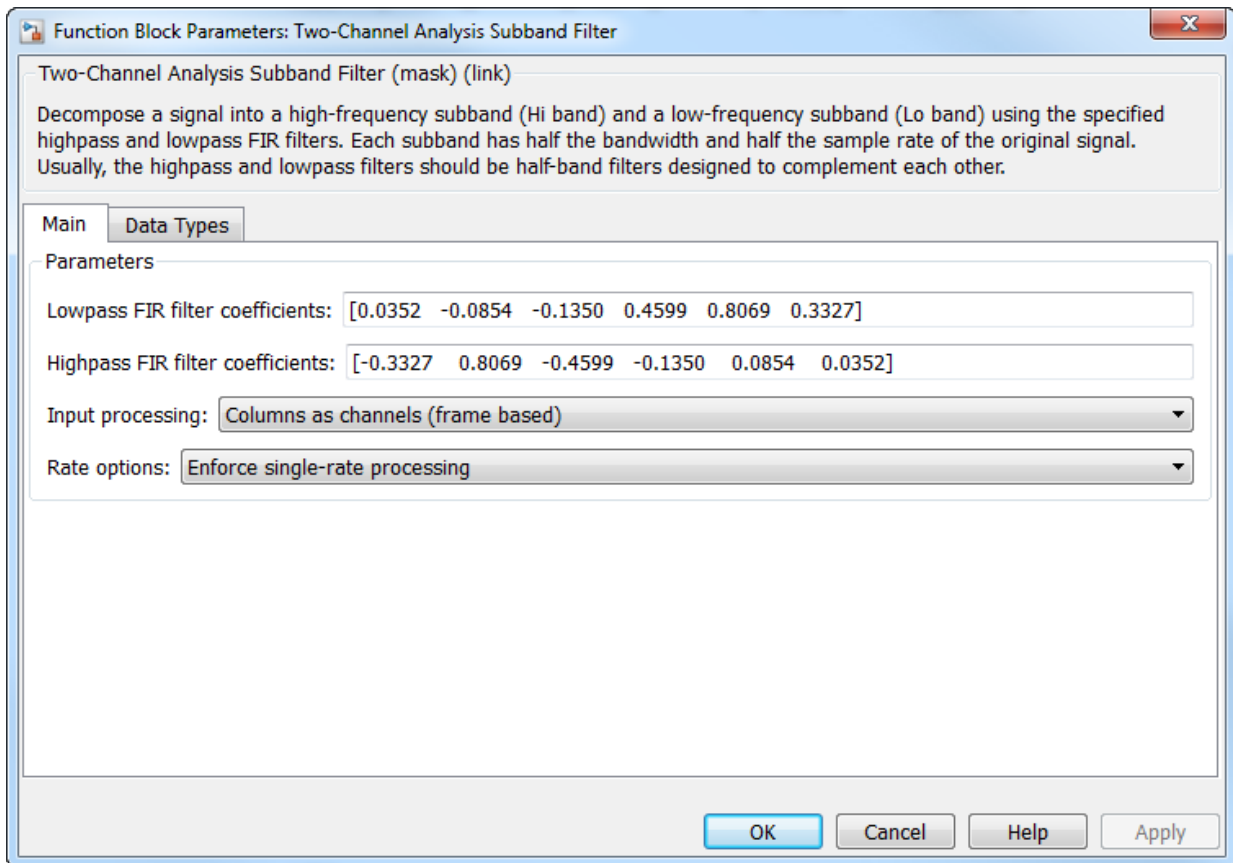 Function Block Parameters: Two-Channel Analysis Subband Filter
Two-Channel Analysis Subband Filter (mask) (link)
Decompose a signal into a high-frequency subband (Hi band) and a low-frequency subband (Lo band) using the specified
highpass and lowpass FIR filters. Each subband has half the bandwidth and half the sample rate of the original signal.
Usually, the highpass and lowpass filters should be half-band filters designed to complement each other.
Main Data Types
Parameters
Lowpass FIR filter coefficients: [0.0352 -0.0854 -0.1350 0.4599 0.8069 0.3327]
Highpass FIR filter coefficients: [-0.3327 0.8069 -0.4599 -0.1350 0.0854 0.0352]
Input processing: Columns as channels (frame based)
Rate options: Enforce single-rate processing
OK Cancel Help Apply